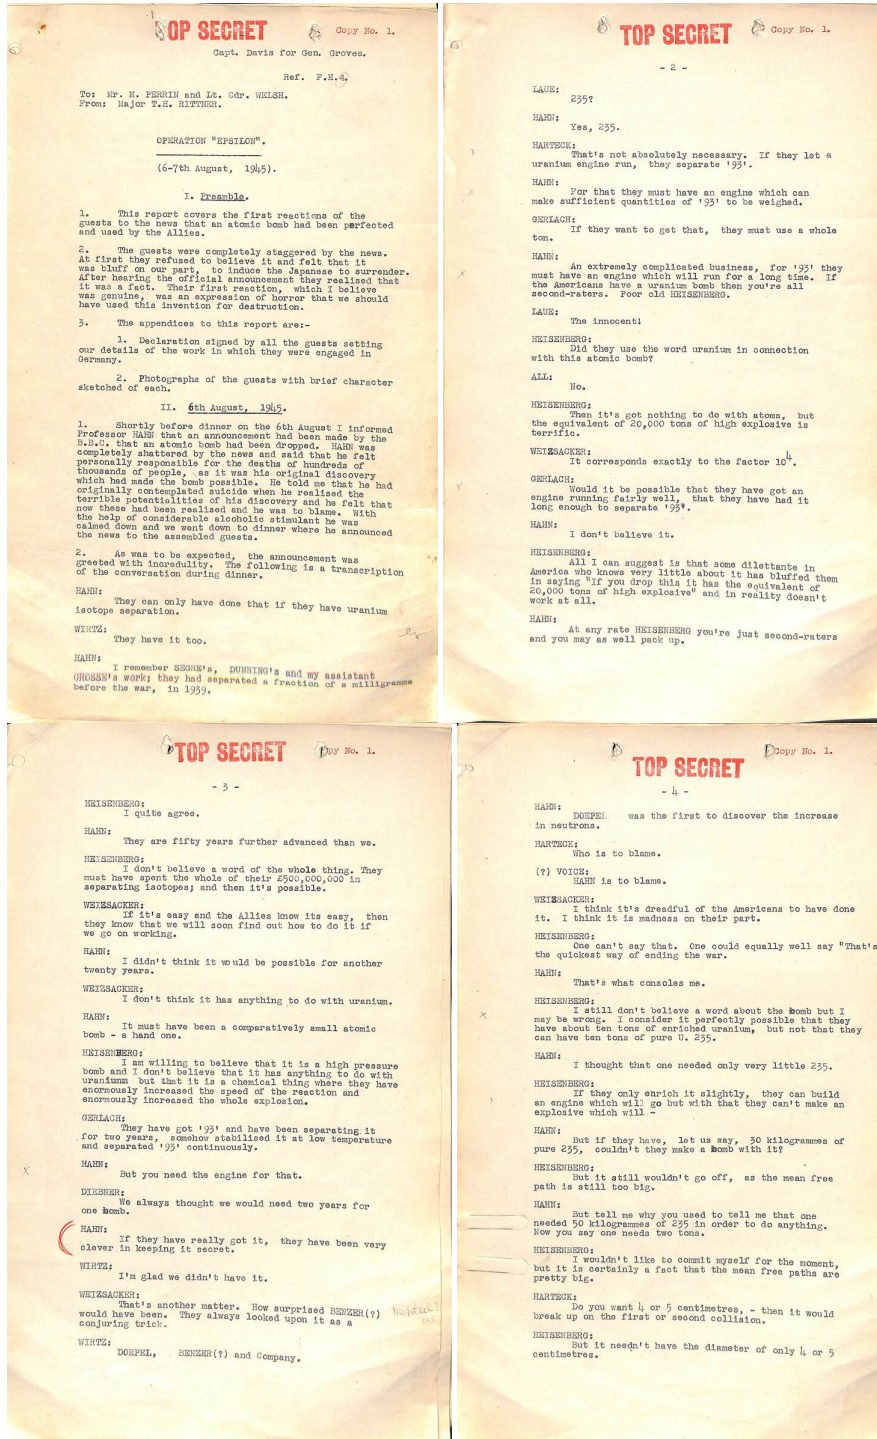 TOP SECRET
Copy No. 1.
Capt. Davis for Gen. Groves.
Ref. F.H.4.
To: Mr. M. PERRIN and Lt. Cdr. WELSH.
From: Major T.H. RITTNER.
OPERATION "EPSILON".
(6-7th August, 1945).
I. Preamble.
1. This report covers the first reactions of the
guests to the news that an atomic bomb had been perfected
and used by the Allies.
2. The guests were completely staggered by the news.
At first they refused to believe it and felt that it
was bluff on our part, to induce the Japanese to surrender.
After hearing the official announcement they realised that
it was a fact. Their first reaction, which I believe
was genuine, was an expression of horror that we should
have used this invention for destruction.
3. The appendices to this report are:-
1. Declaration signed by all the guests setting
our details of the work in which they were engaged in
Germany.
2. Photographs of the guests with brief character
sketched of each.
II. 6th August, 1945.
1. Shortly before dinner on the 6th August I informed
Professor HAHN that an announcement had been made by the
B.B.C. that an atomic bomb had been dropped. HAHN was
completely shattered by the news and said that he felt
personally responsible for the deaths of hundreds of
thousands of people, as it was his original discovery
which had made the bomb possible. He told me that he had
originally contemplated suicide when he realised the
terrible potentialities of his discovery and he felt that
now these had been realised and he was to blame. With
the help of considerable alcoholic stimulant he was
calmed down and we went down to dinner where he announced
the news to the assembled guests.
2. As was to be expected, the announcement was
greeted with incredulity. The following is a transcription
of the conversation during dinner.
HAHN:
They can only have done that if they have uranium
isotope separation.
WIRTZ:
They have it too.
HAHN:
I remember SEGRE's, DUNNING's and my assistant
GROSSE's work; they had separated a fraction of a milligramme
before the war, in 1939.
TOP SECRET
Copy No. 1.
- 2 -
LAUE:
235?
HAHN:
Yes, 235.
HARTECK:
That's not absolutely necessary. If they let a
uranium engine run, they separate '93'.
HAHN:
For that they must have an engine which can
make sufficient quantities of '93' to be weighed.
GERLACH:
If they want to get that, they must use a whole
ton.
HAHN:
An extremely complicated business, for '93' they
must have an engine which will run for a long time. If
the Americans have a uranium bomb then you're all
second-raters. Poor old HEISENBERG.
LAUE:
The innocent!
HEISENBERG:
Did they use the word uranium in connection
with this atomic bomb?
ALL:
No.
HEISENBERG:
Then it's got nothing to do with atoms, but
the equivalent of 20,000 tons of high explosive is
terrific.
WEIZSACKER:
It corresponds exactly to the factor 10⁴.
GERLACH:
Would it be possible that they have got an
engine running fairly well, that they have had it
long enough to separate '93'.
HAHN:
I don't believe it.
HEISENBERG:
All I can suggest is that some dilettante in
America who knows very little about it has bluffed them
in saying "If you drop this it has the equivalent of
20,000 tons of high explosive" and in reality doesn't
work at all.
HAHN:
At any rate HEISENBERG you're just second-raters
and you may as well pack up.
TOP SECRET
Copy No. 1.
- 3 -
HEISENBERG:
I quite agree.
HAHN:
They are fifty years further advanced than we.
HEISENBERG:
I don't believe a word of the whole thing. They
must have spent the whole of their £500,000,000 in
separating isotopes; and then it's possible.
WEIZSACKER:
If it's easy and the Allies know its easy, then
they know that we will soon find out how to do it if
we go on working.
HAHN:
I didn't think it would be possible for another
twenty years.
WEIZSACKER:
I don't think it has anything to do with uranium.
HAHN:
It must have been a comparatively small atomic
bomb - a hand one.
HEISENBERG:
I am willing to believe that it is a high pressure
bomb and I don't believe that it has anything to do with
uranium but that it is a chemical thing where they have
enormously increased the speed of the reaction and
enormously increased the whole explosion.
GERLACH:
They have got '93' and have been separating it
for two years, somehow stabilised it at low temperature
and separated '93' continuously.
HAHN:
But you need the engine for that.
DIEBNER:
We always thought we would need two years for
one bomb.
HAHN:
If they have really got it, they have been very
clever in keeping it secret.
WIRTZ:
I'm glad we didn't have it.
WEIZSACKER:
That's another matter. How surprised BENZER(?)
would have been. They always looked upon it as a
conjuring trick.
WIRTZ:
DOEPEL, BENZER(?) and Company.
TOP SECRET
Copy No. 1.
- 4 -
HAHN:
DOEPEL was the first to discover the increase
in neutrons.
HARTECK:
Who is to blame.
(?) VOICE:
HAHN is to blame.
WEIZSACKER:
I think it's dreadful of the Americans to have done
it. I think it is madness on their part.
HEISENBERG:
One can't say that. One could equally well say "That's
the quickest way of ending the war.
HAHN:
That's what consoles me.
HEISENBERG:
I still don't believe a word about the bomb but I
may be wrong. I consider it perfectly possible that they
have about ten tons of enriched uranium, but not that they
can have ten tons of pure U. 235.
HAHN:
I thought that one needed only very little 235.
HEISENBERG:
If they only enrich it slightly, they can build
an engine which will go but with that they can't make an
explosive which will -
HAHN:
But if they have, let us say, 30 kilogrammes of
pure 235, couldn't they make a bomb with it?
HEISENBERG:
But it still wouldn't go off, as the mean free
path is still too big.
HAHN:
But tell me why you used to tell me that one
needed 50 kilogrammes of 235 in order to do anything.
Now you say one needs two tons.
HEISENBERG:
I wouldn't like to commit myself for the moment,
but it is certainly a fact that the mean free paths are
pretty big.
HARTECK:
Do you want 4 or 5 centimetres, - then it would
break up on the first or second collision.
HEISENBERG:
But it needn't have the diameter of only 4 or 5
centimetres.